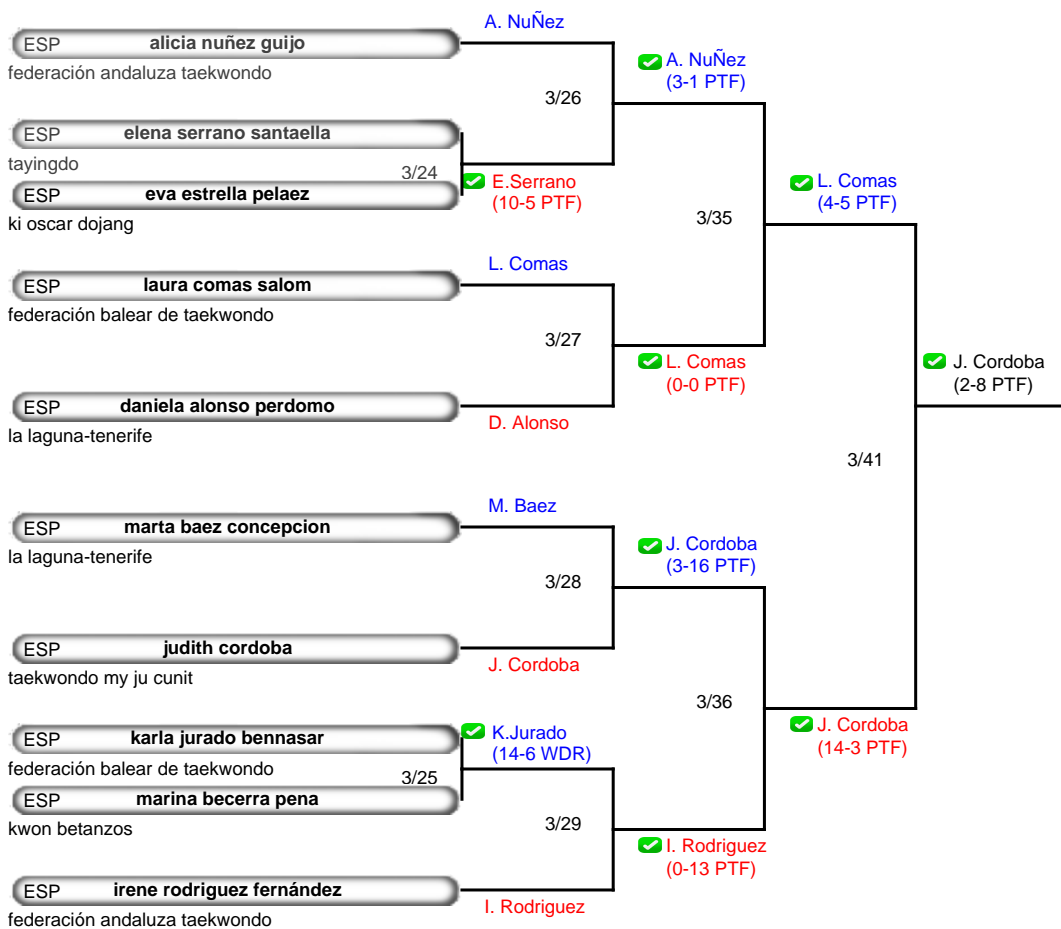 A. NuÑez
ESP alicia nuñez guijo
federación andaluza taekwondo
A. NuÑez
(3-1 PTF)
3/26
ESP elena serrano santaella
tayingdo
3/24
E.Serrano
(10-5 PTF)
ESP eva estrella pelaez
ki oscar dojang
L. Comas
(4-5 PTF)
3/35
L. Comas
ESP laura comas salom
federación balear de taekwondo
3/27
L. Comas
(0-0 PTF)
J. Cordoba
(2-8 PTF)
ESP daniela alonso perdomo
la laguna-tenerife
D. Alonso
3/41
M. Baez
ESP marta baez concepcion
la laguna-tenerife
J. Cordoba
(3-16 PTF)
3/28
ESP judith cordoba
taekwondo my ju cunit
J. Cordoba
3/36
J. Cordoba
(14-3 PTF)
ESP karla jurado bennasar
federación balear de taekwondo
K.Jurado
(14-6 WDR)
3/25
ESP marina becerra pena
kwon betanzos
3/29
I. Rodriguez
(0-13 PTF)
ESP irene rodriguez fernández
federación andaluza taekwondo
I. Rodriguez